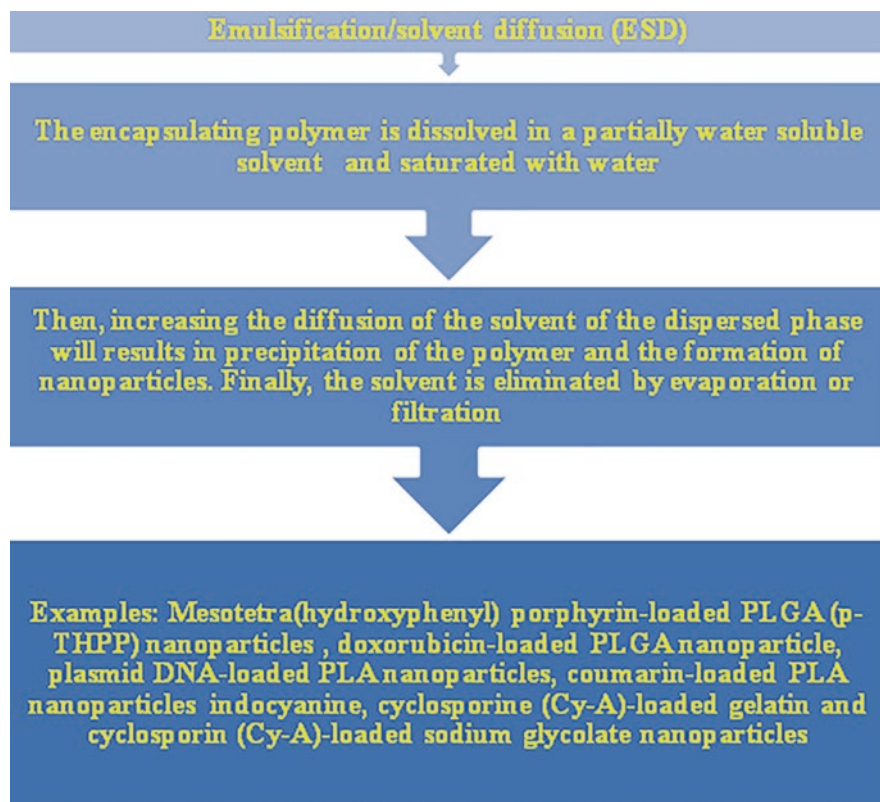 Emulsification/solvent diffusion (ESD)
The encapsulating polymer is dissolved in a partially water soluble
solvent and saturated with water
Then, increasing the diffusion of the solvent of the dispersed phase
will results in precipitation of the polymer and the formation of
nanoparticles. Finally, the solvent is eliminated by evaporation or
filtration
Examples: Mesotetra(hydroxyphenyl) porphyrin-loaded PLGA (p-
THPP) nanoparticles , doxorubicin-loaded PLGA nanoparticle,
plasmid DNA-loaded PLA nanoparticles, coumarin-loaded PLA
nanoparticles indocyanine, cyclosporine (Cy-A)-loaded gelatin and
cyclosporin (Cy-A)-loaded sodium glycolate nanoparticles